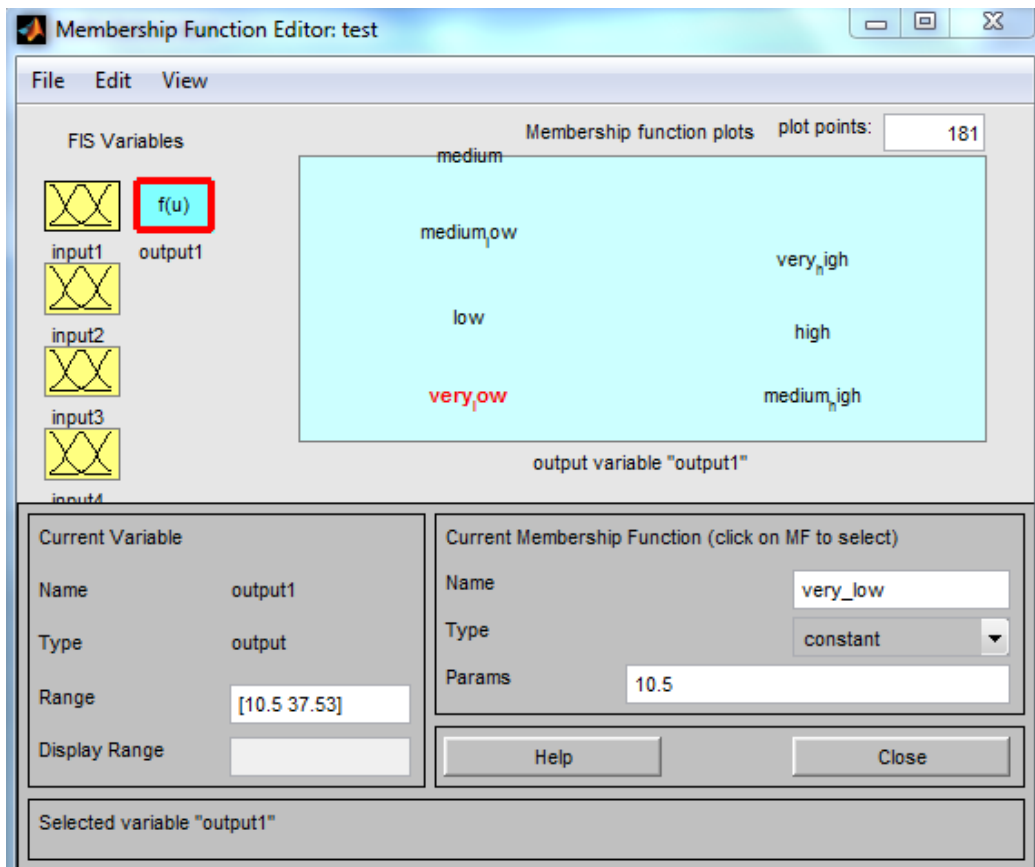 Membership Function Editor: test
File Edit View
FIS Variables
Membership function plots plot points: 181
f(u)
input1 output1
input2
input3
input4
medium
medium_low
low
very_low
very_high
high
medium_high
output variable "output1"
Current Variable
Name output1
Type output
Range [10.5 37.53]
Display Range
Current Membership Function (click on MF to select)
Name very_low
Type constant
Params 10.5
Help Close
Selected variable "output1"